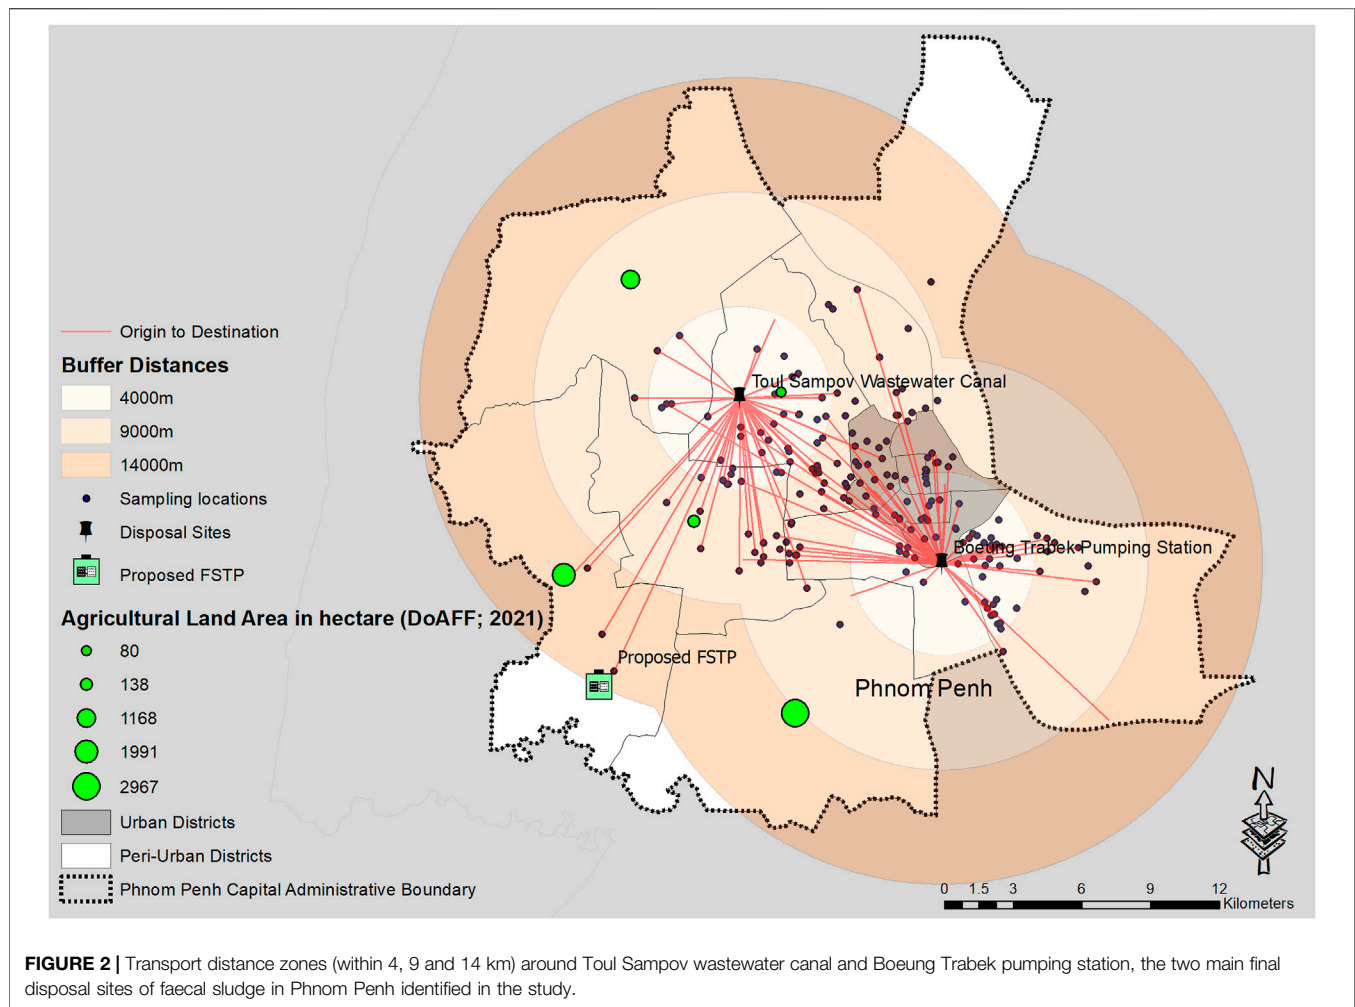 Toul Sampov Wastewater Canal
Boeung Trabek Pumping Station
Proposed FSTP
Phnom Penh
Origin to Destination
Buffer Distances
4000m
9000m
14000m
Sampling locations
Disposal Sites
Proposed FSTP
Agricultural Land Area in hectare (DoAFF; 2021)
80
138
1168
1991
2967
Urban Districts
Peri-Urban Districts
Phnom Penh Capital Administrative Boundary
N
0 1.5 3 6 9 12
Kilometers
FIGURE 2 | Transport distance zones (within 4, 9 and 14 km) around Toul Sampov wastewater canal and Boeung Trabek pumping station, the two main final
disposal sites of faecal sludge in Phnom Penh identified in the study.